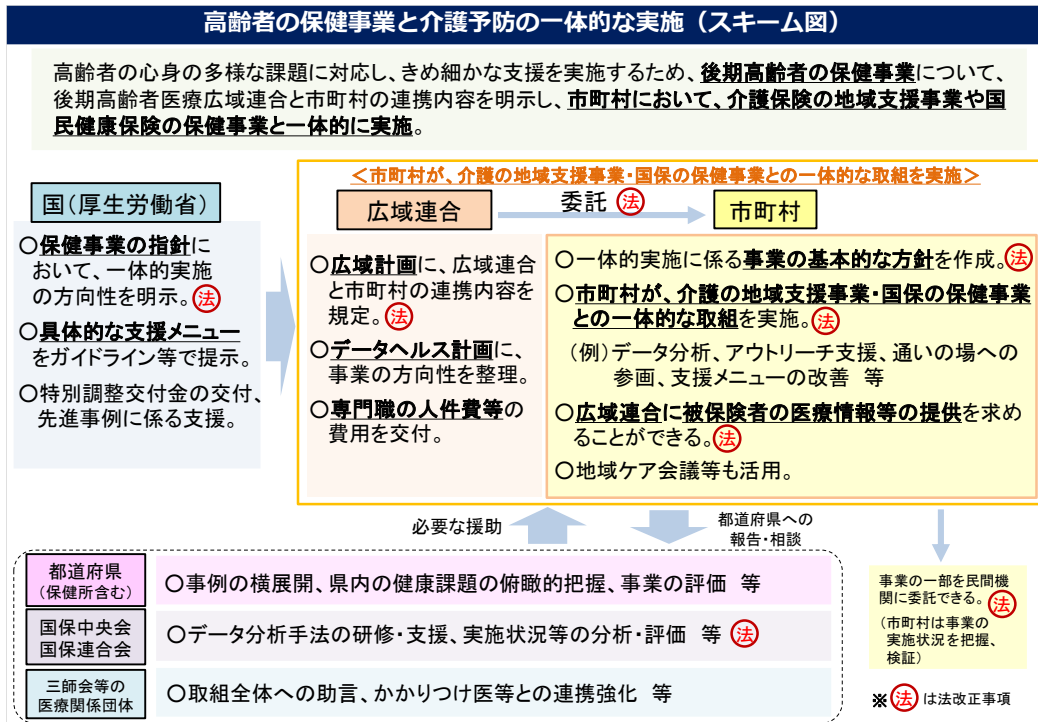 高齢者の保健事業と介護予防の一体的な実施（スキーム図）
高齢者の心身の多様な課題に対応し、きめ細かな支援を実施するため、後期高齢者の保健事業について、
後期高齢者医療広域連合と市町村の連携内容を明示し、市町村において、介護保険の地域支援事業や国
民健康保険の保健事業と一体的に実施。
＜市町村が、介護の地域支援事業・国保の保健事業との一体的な取組を実施＞
国（厚生労働省）
○保健事業の指針に
おいて、一体的実施
の方向性を明示。法
○具体的な支援メニュー
をガイドライン等で提示。
○特別調整交付金の交付、
先進事例に係る支援。
広域連合
委託 法
市町村
○広域計画に、広域連合
と市町村の連携内容を
規定。法
○データヘルス計画に、
事業の方向性を整理。
○専門職の人件費等の
費用を交付。
○一体的実施に係る事業の基本的な方針を作成。法
○市町村が、介護の地域支援事業・国保の保健事業
との一体的な取組を実施。法
（例）データ分析、アウトリーチ支援、通いの場への
参画、支援メニューの改善 等
○広域連合に被保険者の医療情報等の提供を求め
ることができる。法
○地域ケア会議等も活用。
必要な援助
都道府県への
報告・相談
都道府県
（保健所含む）
○事例の横展開、県内の健康課題の俯瞰的把握、事業の評価 等
国保中央会
国保連合会
○データ分析手法の研修・支援、実施状況等の分析・評価 等 法
三師会等の
医療関係団体
○取組全体への助言、かかりつけ医等との連携強化 等
事業の一部を民間機
関に委託できる。法
（市町村は事業の
実施状況を把握、
検証）
※法は法改正事項